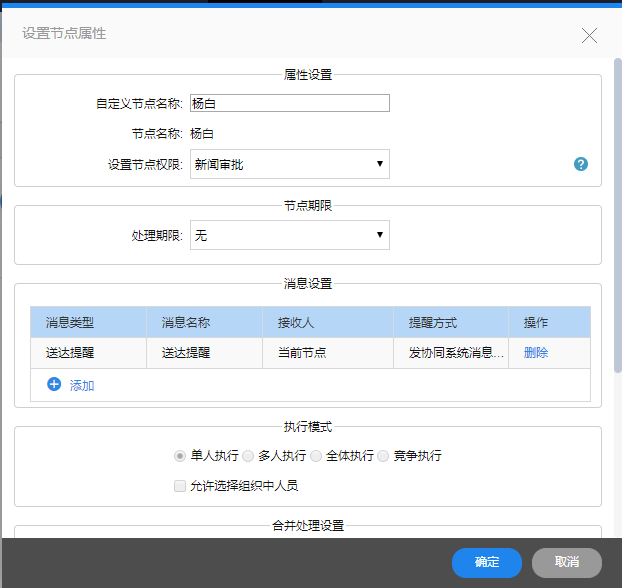 设置节点属性
属性设置
自定义节点名称: 杨白
节点名称: 杨白
设置节点权限: 新闻审批
?
节点期限
处理期限: 无
消息设置
消息类型 消息名称 接收人 提醒方式 操作
送达提醒 送达提醒 当前节点 发协同系统消息... 删除
添加
执行模式
单人执行 多人执行 全体执行 竞争执行
允许选择组织中人员
合并处理设置
确定 取消